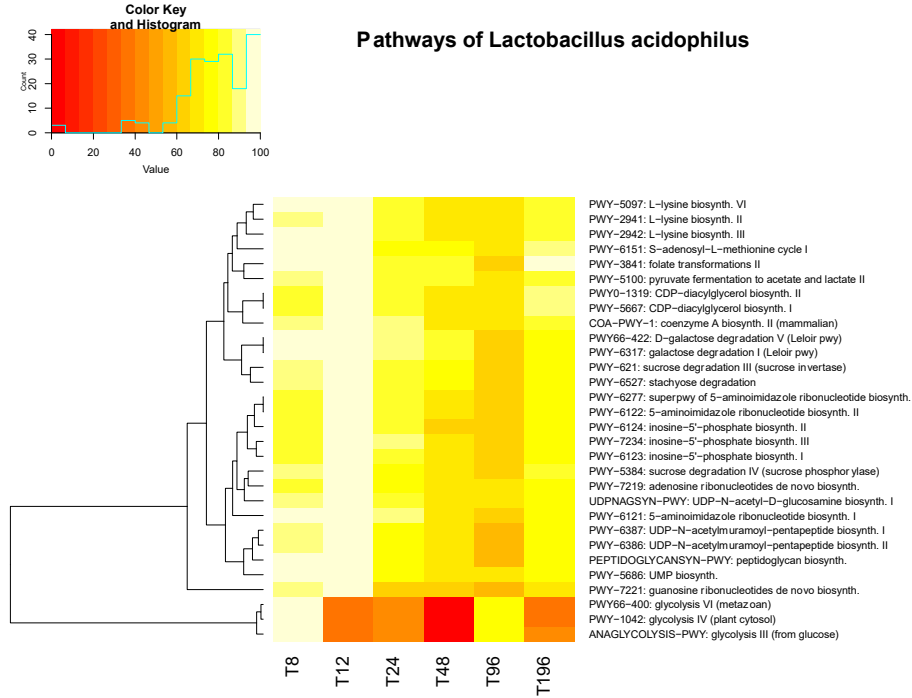 Color Key
and Histogram
Pathways of Lactobacillus acidophilus
Count
0 10 20 30 40
0 20 40 60 80 100
Value
PWY−5097: L−lysine biosynth. VI
PWY−2941: L−lysine biosynth. II
PWY−2942: L−lysine biosynth. III
PWY−6151: S−adenosyl−L−methionine cycle I
PWY−3841: folate transformations II
PWY−5100: pyruvate fermentation to acetate and lactate II
PWY0−1319: CDP−diacylglycerol biosynth. II
PWY−5667: CDP−diacylglycerol biosynth. I
COA−PWY−1: coenzyme A biosynth. II (mammalian)
PWY66−422: D−galactose degradation V (Leloir pwy)
PWY−6317: galactose degradation I (Leloir pwy)
PWY−621: sucrose degradation III (sucrose invertase)
PWY−6527: stachyose degradation
PWY−6277: superpwy of 5−aminoimidazole ribonucleotide biosynth.
PWY−6122: 5−aminoimidazole ribonucleotide biosynth. II
PWY−6124: inosine−5'−phosphate biosynth. II
PWY−7234: inosine−5'−phosphate biosynth. III
PWY−6123: inosine−5'−phosphate biosynth. I
PWY−5384: sucrose degradation IV (sucrose phosphorylase)
PWY−7219: adenosine ribonucleotides de novo biosynth.
UDPNAGSYN−PWY: UDP−N−acetyl−D−glucosamine biosynth. I
PWY−6121: 5−aminoimidazole ribonucleotide biosynth. I
PWY−6387: UDP−N−acetylmuramoyl−pentapeptide biosynth. I
PWY−6386: UDP−N−acetylmuramoyl−pentapeptide biosynth. II
PEPTIDOGLYCANSYN−PWY: peptidoglycan biosynth.
PWY−5686: UMP biosynth.
PWY−7221: guanosine ribonucleotides de novo biosynth.
PWY66−400: glycolysis VI (metazoan)
PWY−1042: glycolysis IV (plant cytosol)
ANAGLYCOLYSIS−PWY: glycolysis III (from glucose)
T8 T12 T24 T48 T96 T196